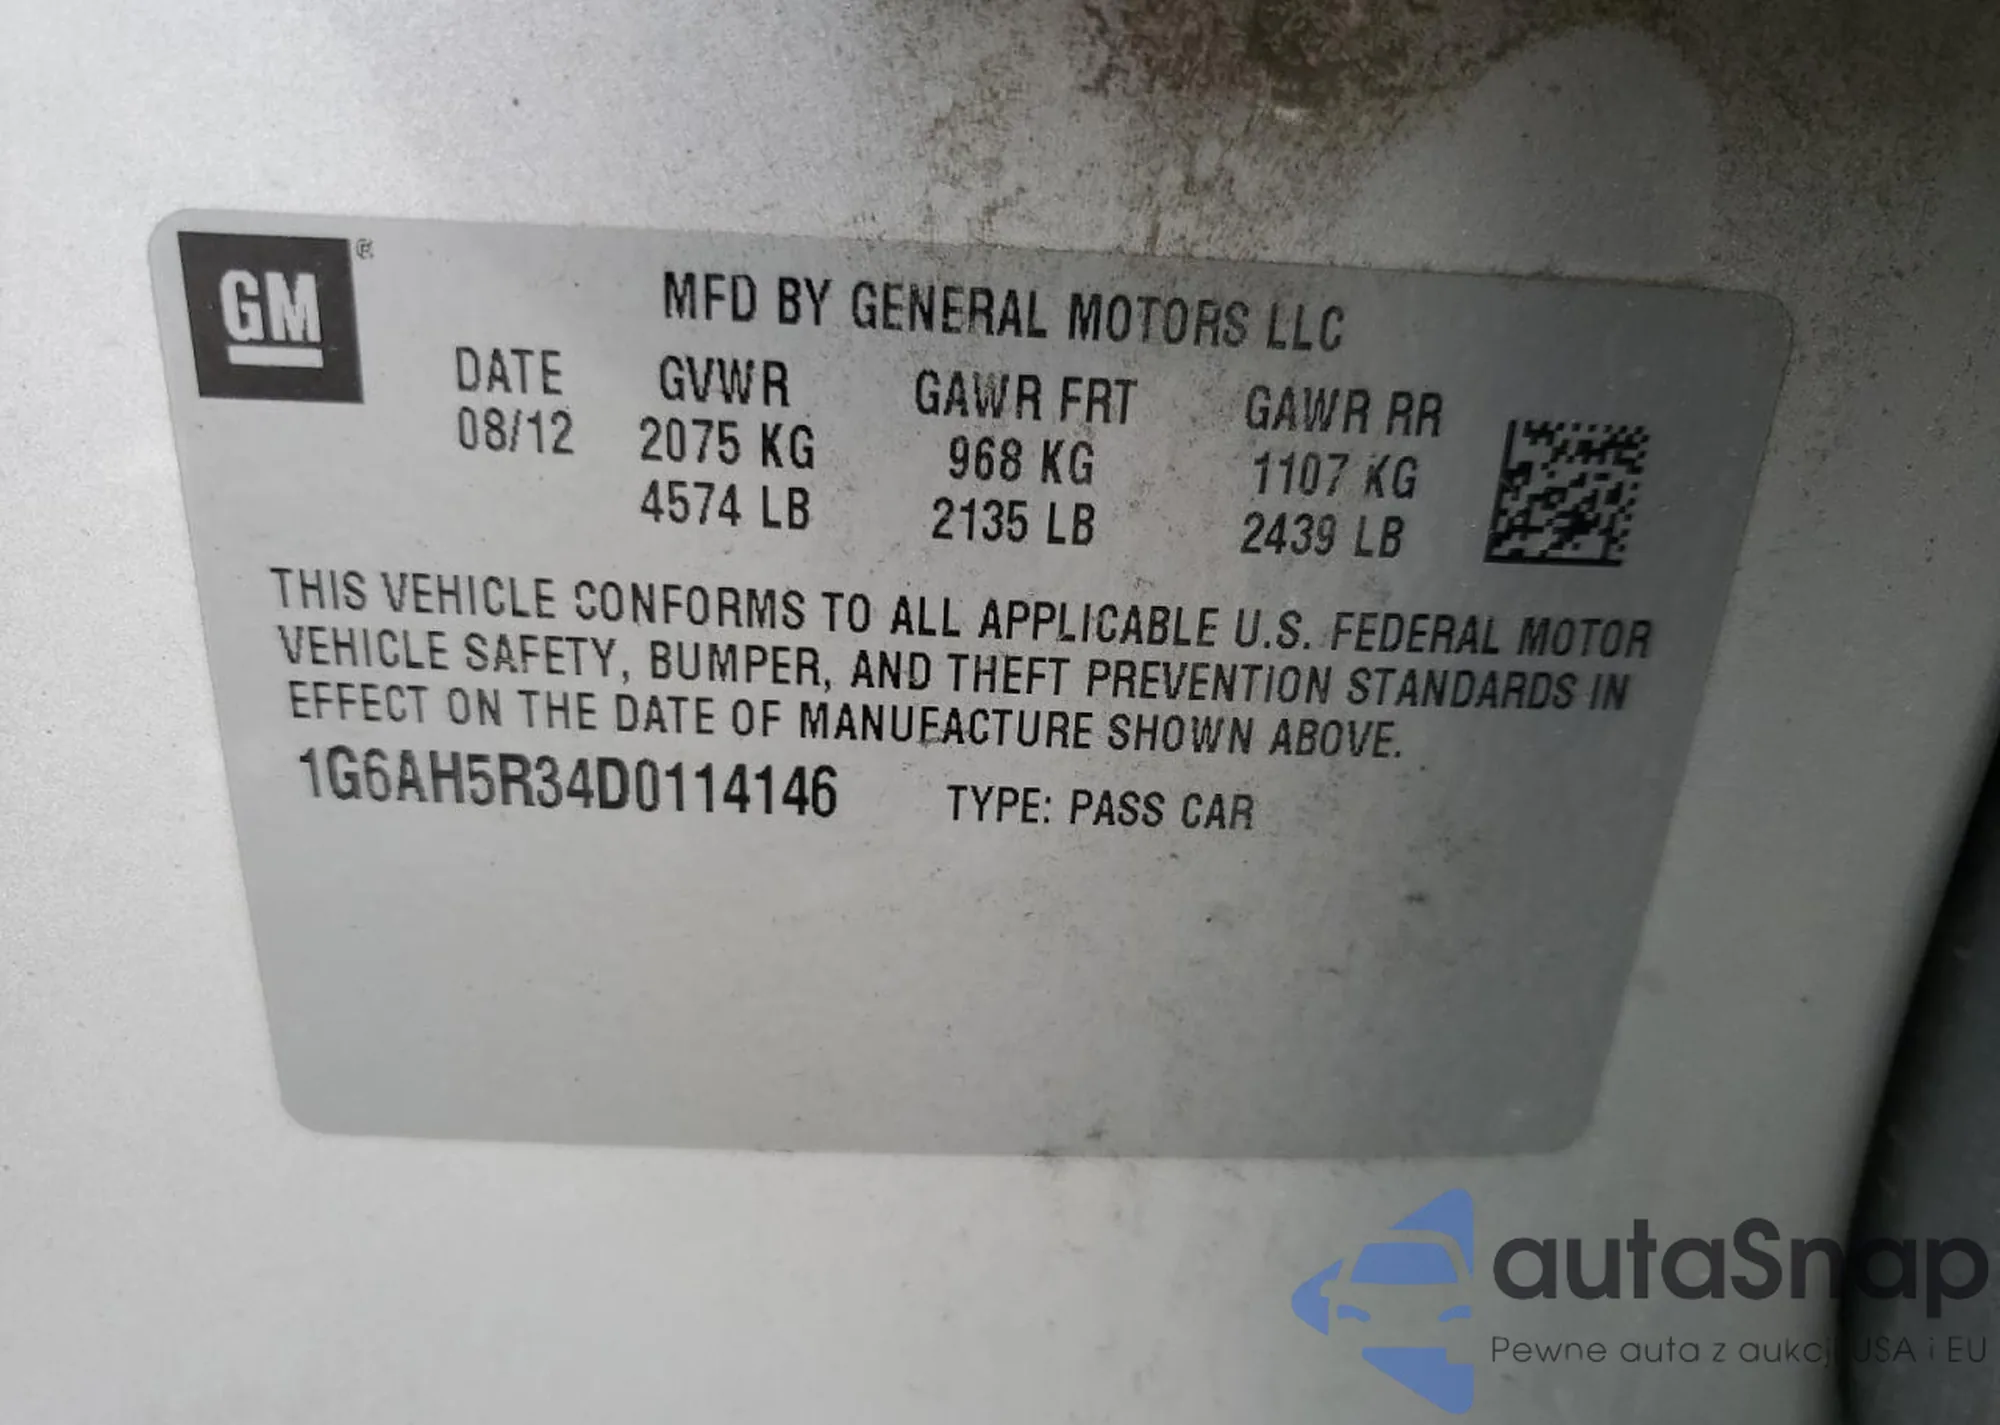 GM ®
MFD BY GENERAL MOTORS LLC
DATE GVWR GAWR FRT GAWR RR
08/12 2075 KG 968 KG 1107 KG
4574 LB 2135 LB 2439 LB
THIS VEHICLE CONFORMS TO ALL APPLICABLE U.S. FEDERAL MOTOR
VEHICLE SAFETY, BUMPER, AND THEFT PREVENTION STANDARDS IN
EFFECT ON THE DATE OF MANUFACTURE SHOWN ABOVE.
1G6AH5R34D0114146 TYPE: PASS CAR
autaSnap
Pewne auta z aukcji USA i EU